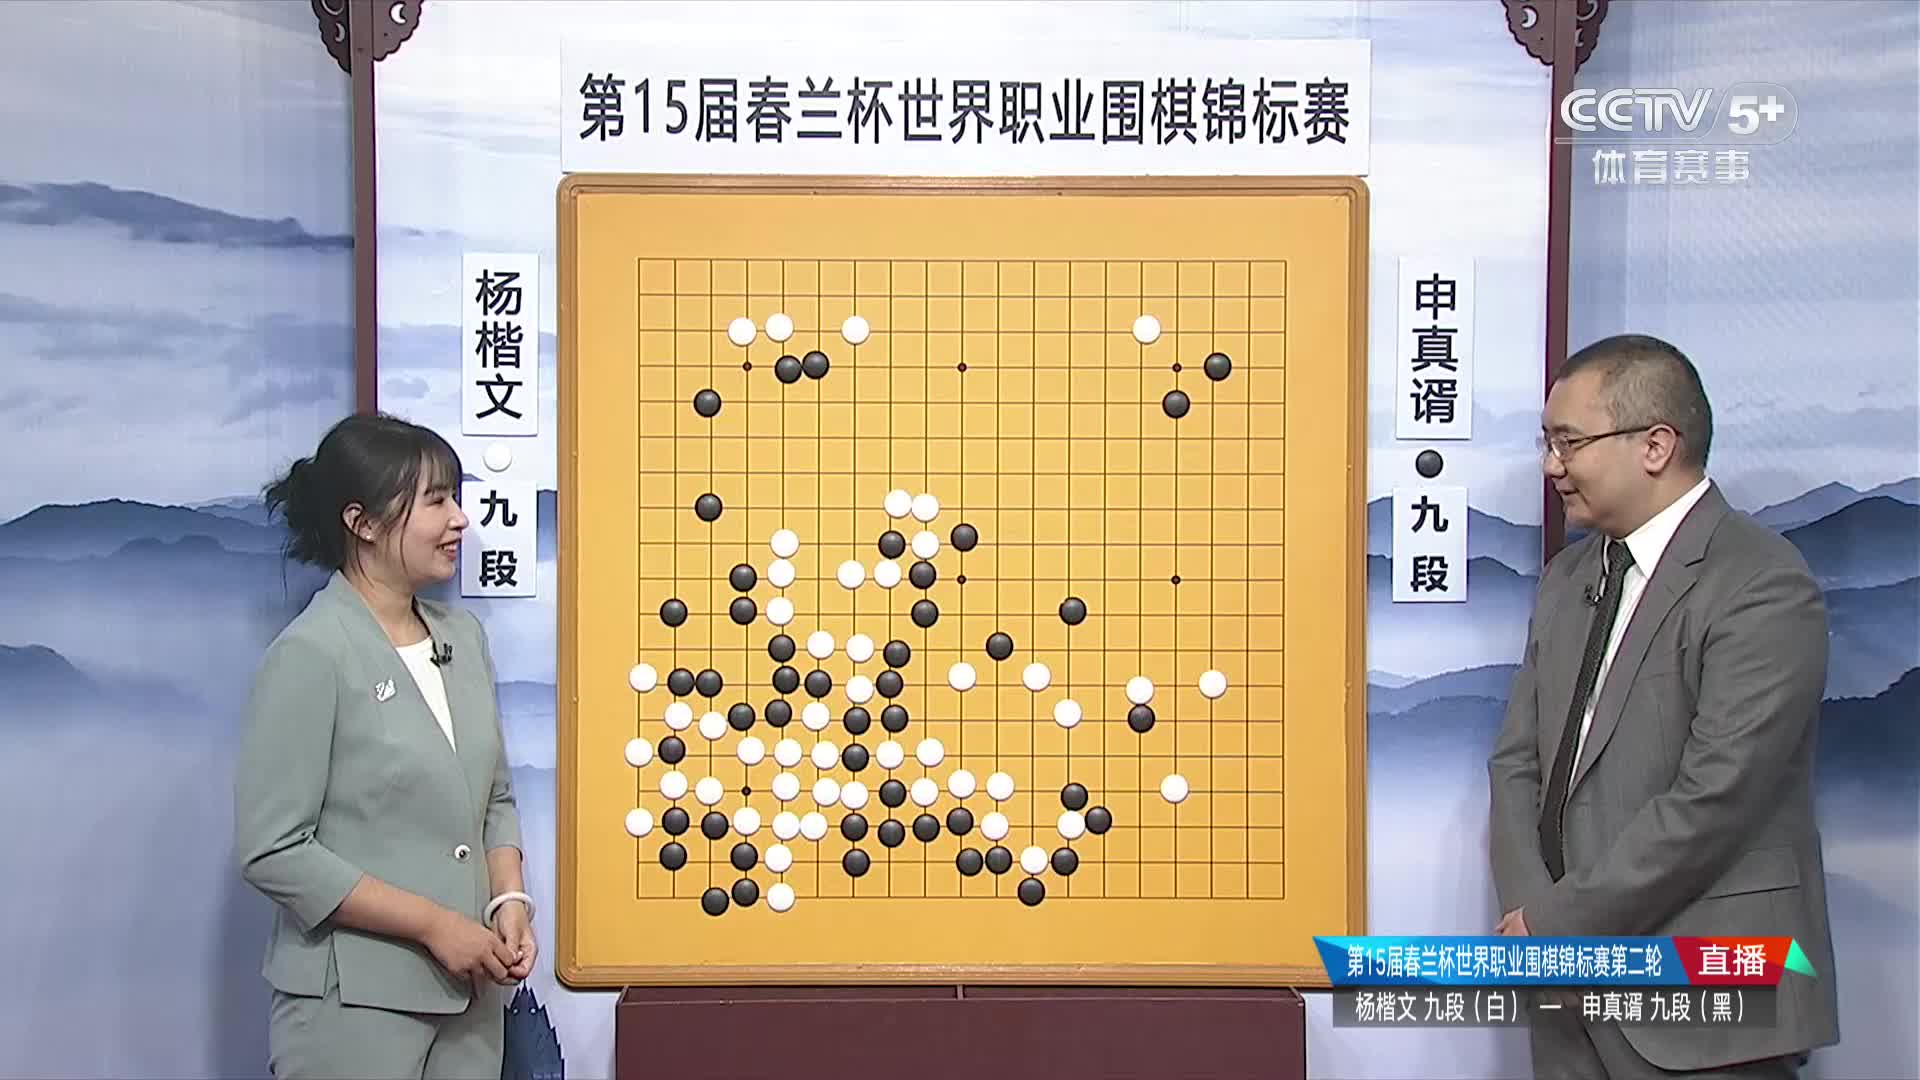 第15届春兰杯世界职业围棋锦标赛
CCTV 5+
体育赛事
杨楷文
九段
申真谞
九段
第15届春兰杯世界职业围棋锦标赛第二轮 直播
杨楷文 九段（白） — 申真谞 九段（黑）